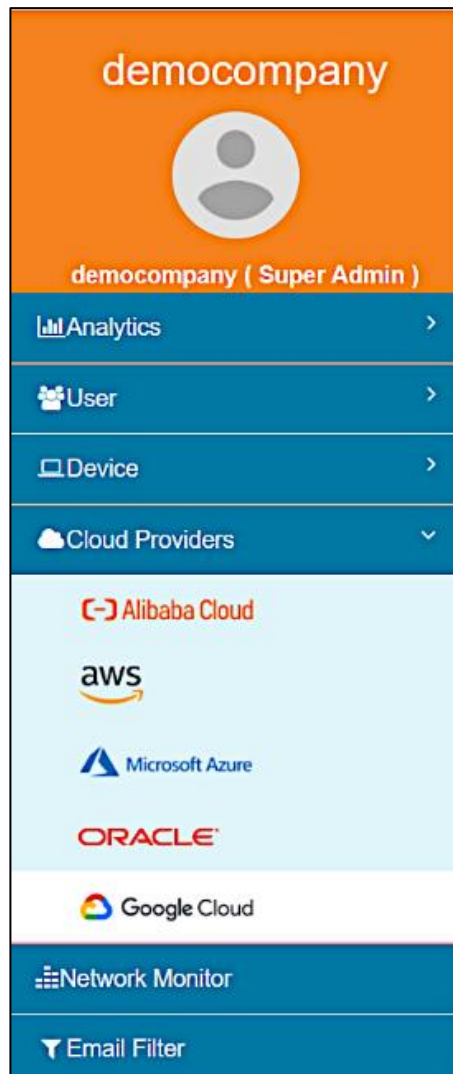 democompany
democompany ( Super Admin )
Analytics
User
Device
Cloud Providers
Alibaba Cloud
aws
Microsoft Azure
ORACLE
Google Cloud
Network Monitor
Email Filter